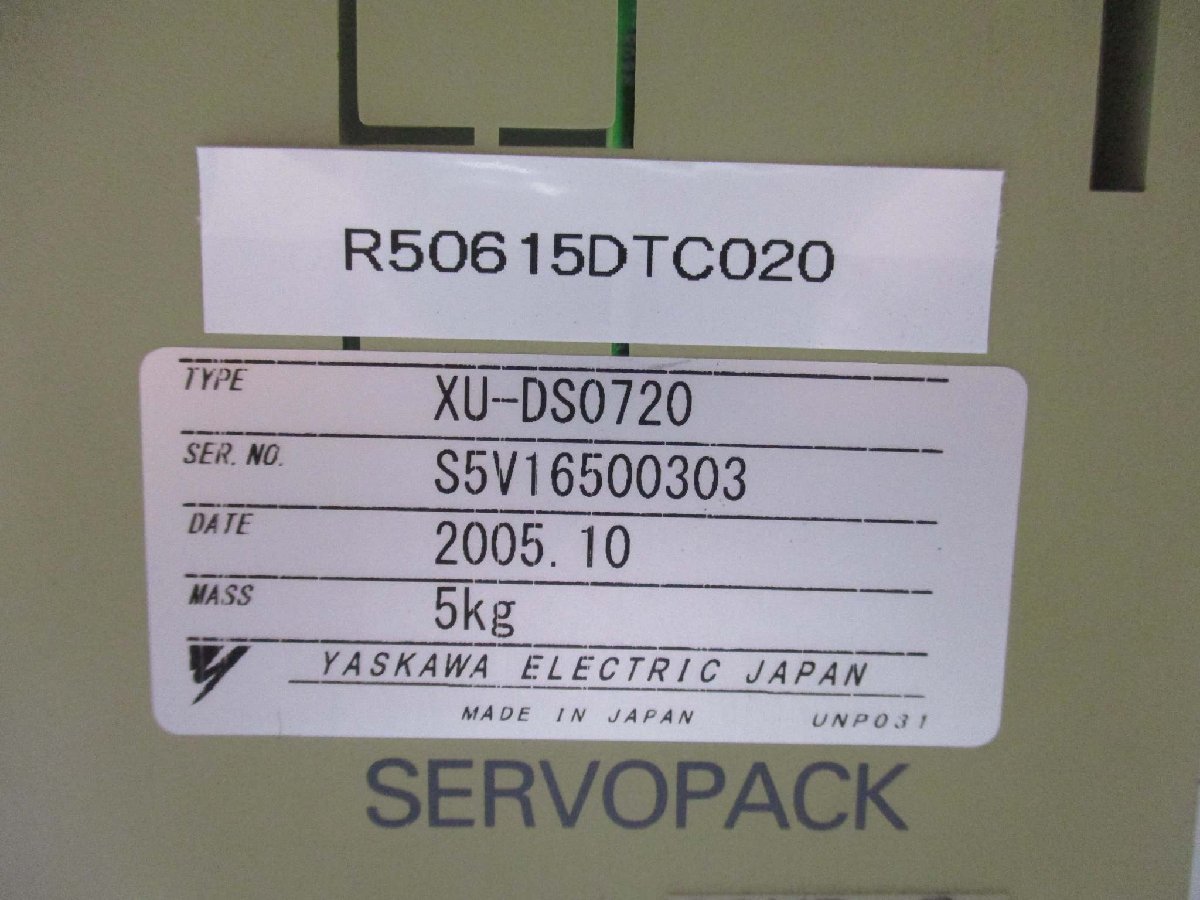 R50615DTC020
TYPE XU-DS0720
SER. NO. S5V16500303
DATE 2005. 10
MASS 5kg
YASKAWA ELECTRIC JAPAN
MADE IN JAPAN UNP031
SERVOPACK